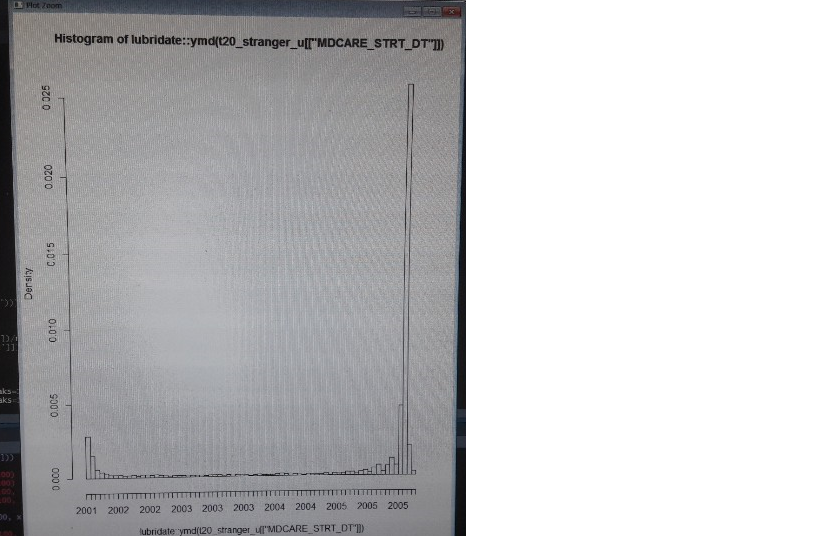 Plot Zoom
Histogram of lubridate::ymd(t20_stranger_u[["MDCARE_STRT_DT"]])
Density
0.025
0.020
0.015
0.010
0.005
0.000
2001 2002 2002 2003 2003 2003 2004 2004 2005 2005 2005
lubridate::ymd(t20_stranger_u[["MDCARE_STRT_DT"]])